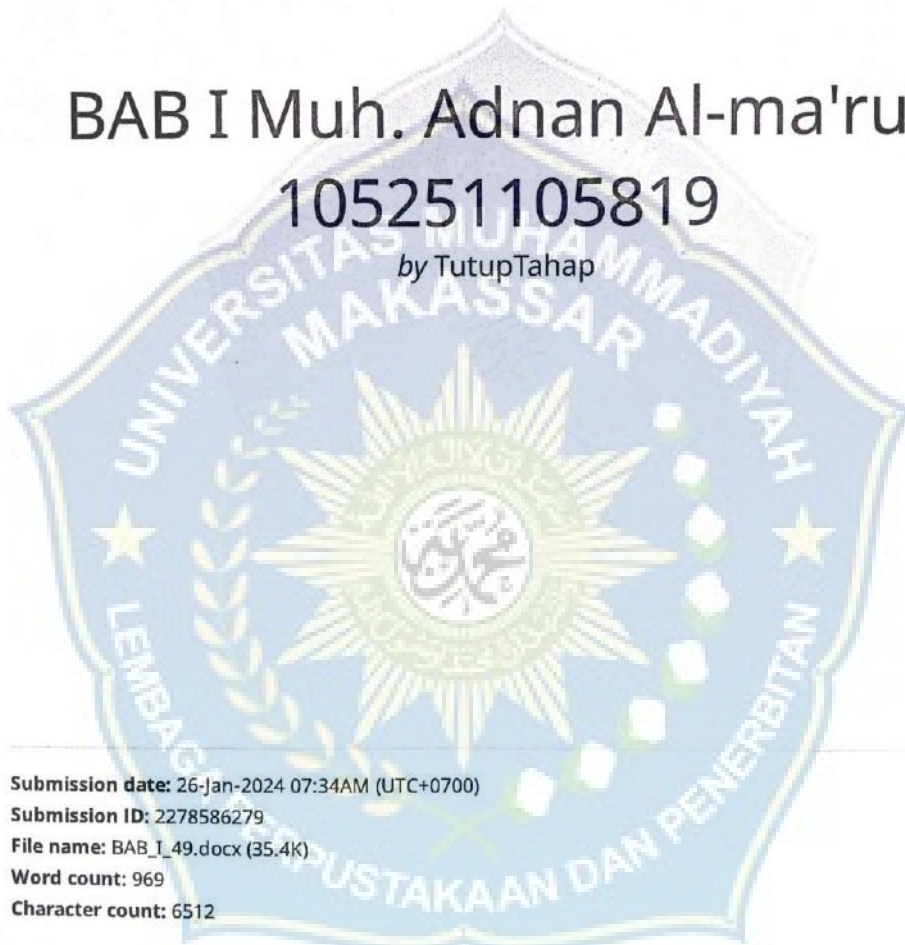 BAB I Muh. Adnan Al-ma'ru
105251105819
by TutupTahap
UNIVERSITAS MUHAMMADIYAH
MAKASSAR
LEMBAGA PERPUSTAKAAN DAN PENERBITAN
Submission date: 26-Jan-2024 07:34AM (UTC+0700)
Submission ID: 2278586279
File name: BAB_I_49.docx (35.4K)
Word count: 969
Character count: 6512